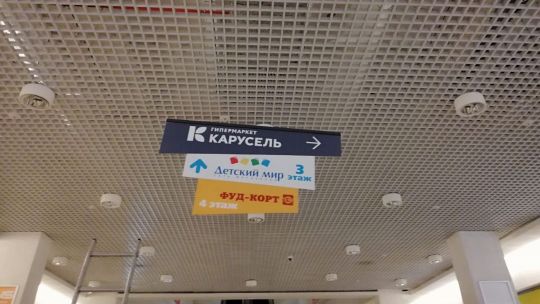 ГИПЕРМАРКЕТ
КАРУСЕЛЬ
Детский мир
3
этаж
ФУД-КОРТ
4 этаж